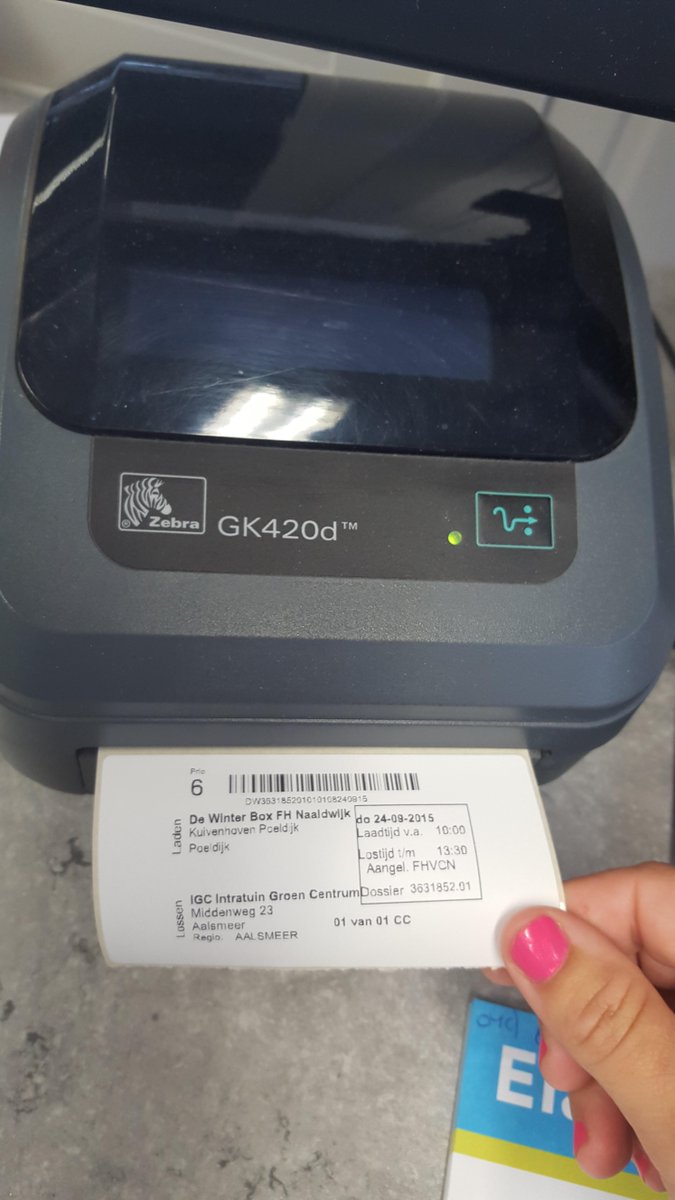 ® Zebra
GK420d™
Prio
6
DW363185201010108240915
Laden
De Winter Box FH Naaldwijk
Kuivenhoven Poeldijk
Poeldijk
do 24-09-2015
Laadtijd v.a. 10:00
Lostijd t/m 13:30
Aangel. FHVCN
Dossier 3631852.01
Lossen
IGC Intratuin Groen Centrum
Middenweg 23
Aalsmeer
Regio: AALSMEER
01 van 01 CC